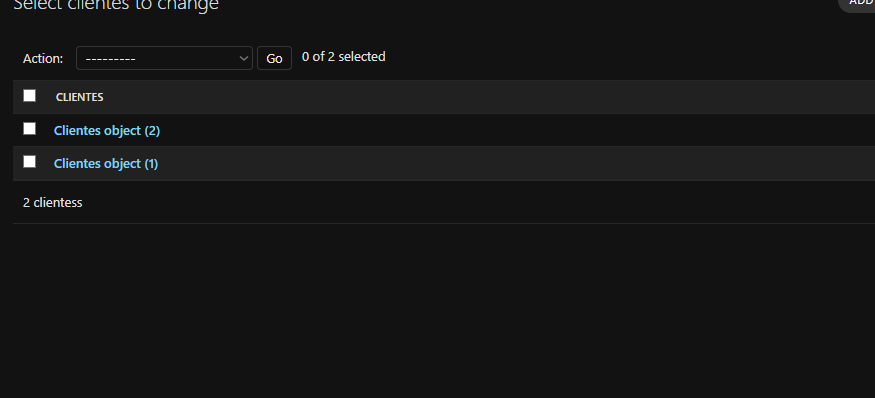 Select clientes to change
ADD
Action: --------- Go 0 of 2 selected
CLIENTES
Clientes object (2)
Clientes object (1)
2 clientess